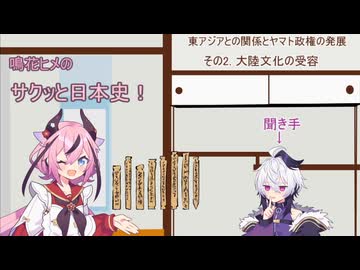 鳴花ヒメの
サクッと日本史！
東アジアとの関係とヤマト政権の発展
その2. 大陸文化の受容
聞き手
↓